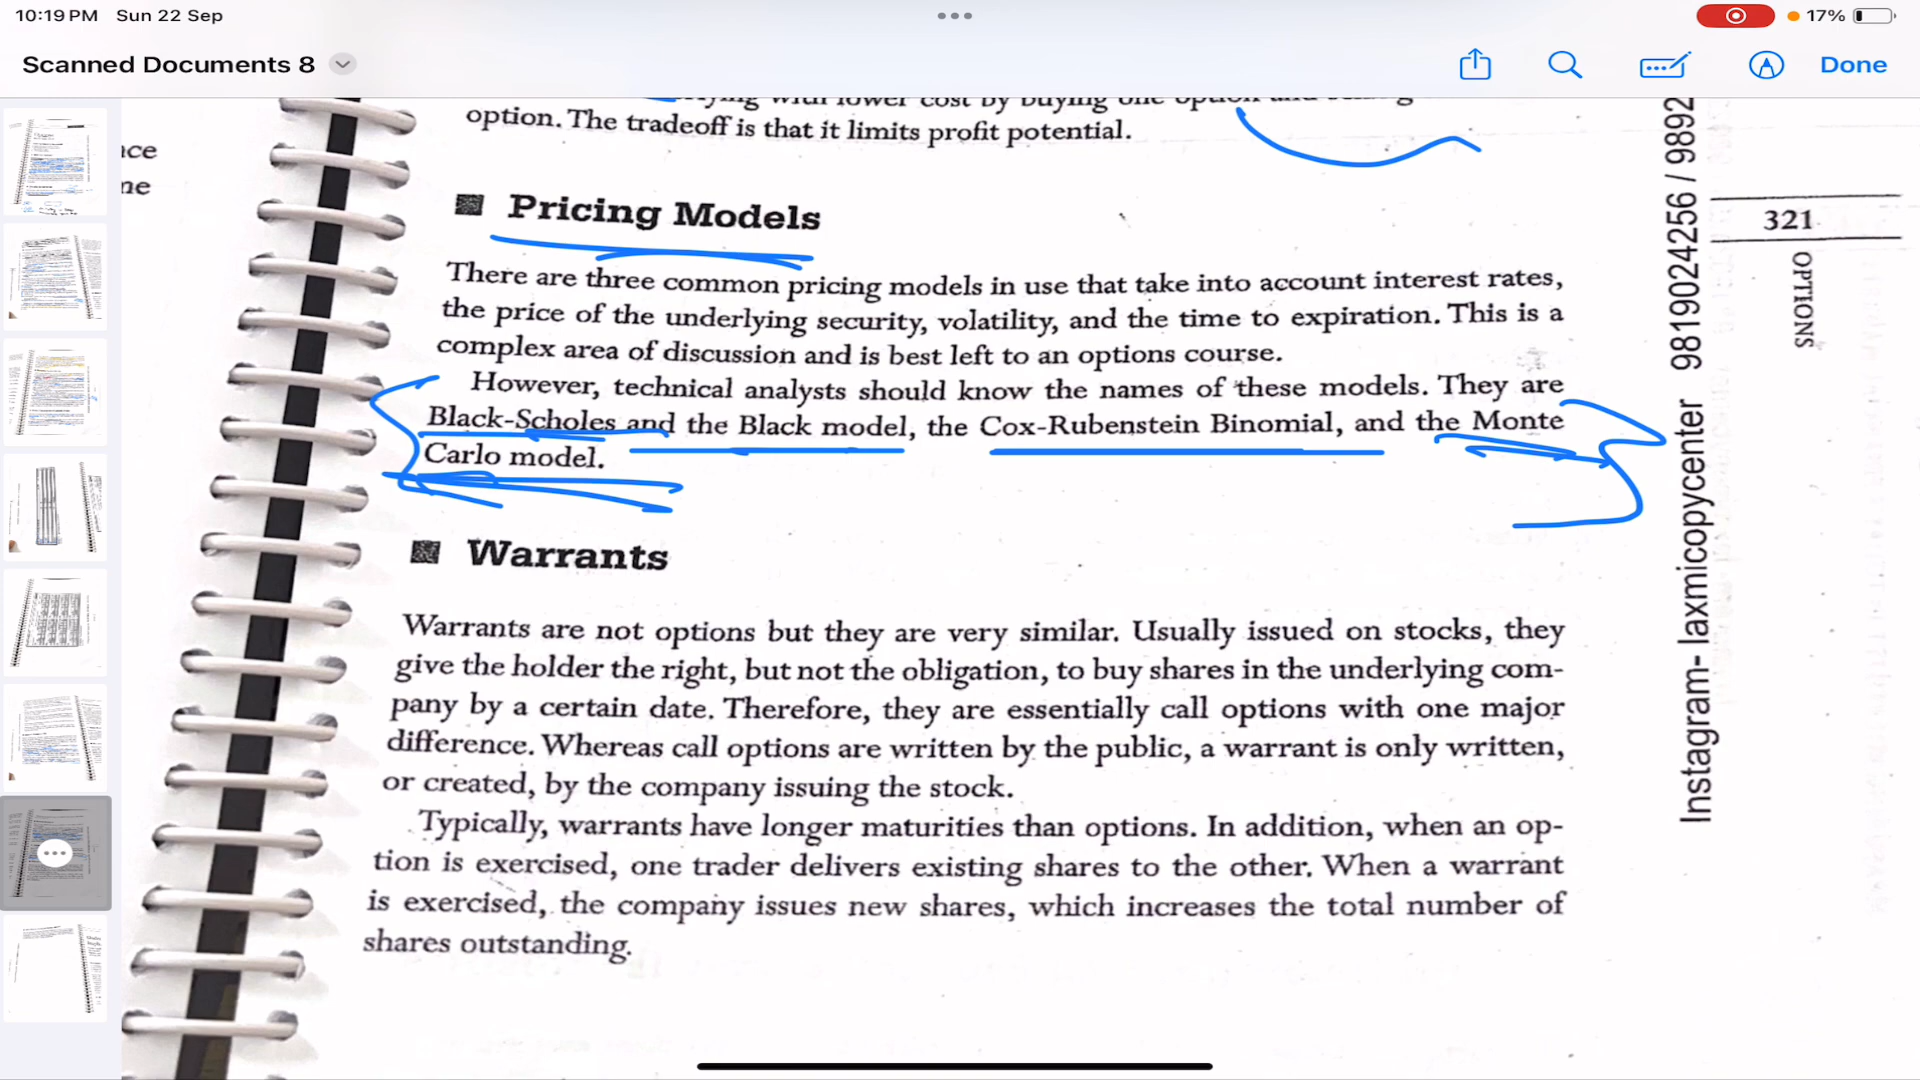 10:19 PM Sun 22 Sep
17%
Scanned Documents 8
Done
lower cost by buying one
option. The tradeoff is that it limits profit potential.
Pricing Models
There are three common pricing models in use that take into account interest rates,
the price of the underlying security, volatility, and the time to expiration. This is a
complex area of discussion and is best left to an options course.
However, technical analysts should know the names of these models. They are
Black-Scholes and the Black model, the Cox-Rubenstein Binomial, and the Monte
Carlo model.
Warrants
Warrants are not options but they are very similar. Usually issued on stocks, they
give the holder the right, but not the obligation, to buy shares in the underlying com-
pany by a certain date. Therefore, they are essentially call options with one major
difference. Whereas call options are written by the public, a warrant is only written,
or created, by the company issuing the stock.
Typically, warrants have longer maturities than options. In addition, when an op-
tion is exercised, one trader delivers existing shares to the other. When a warrant
is exercised, the company issues new shares, which increases the total number of
shares outstanding.
Instagram- laxmicopycenter 9819024256 / 9892
321
OPTIONS